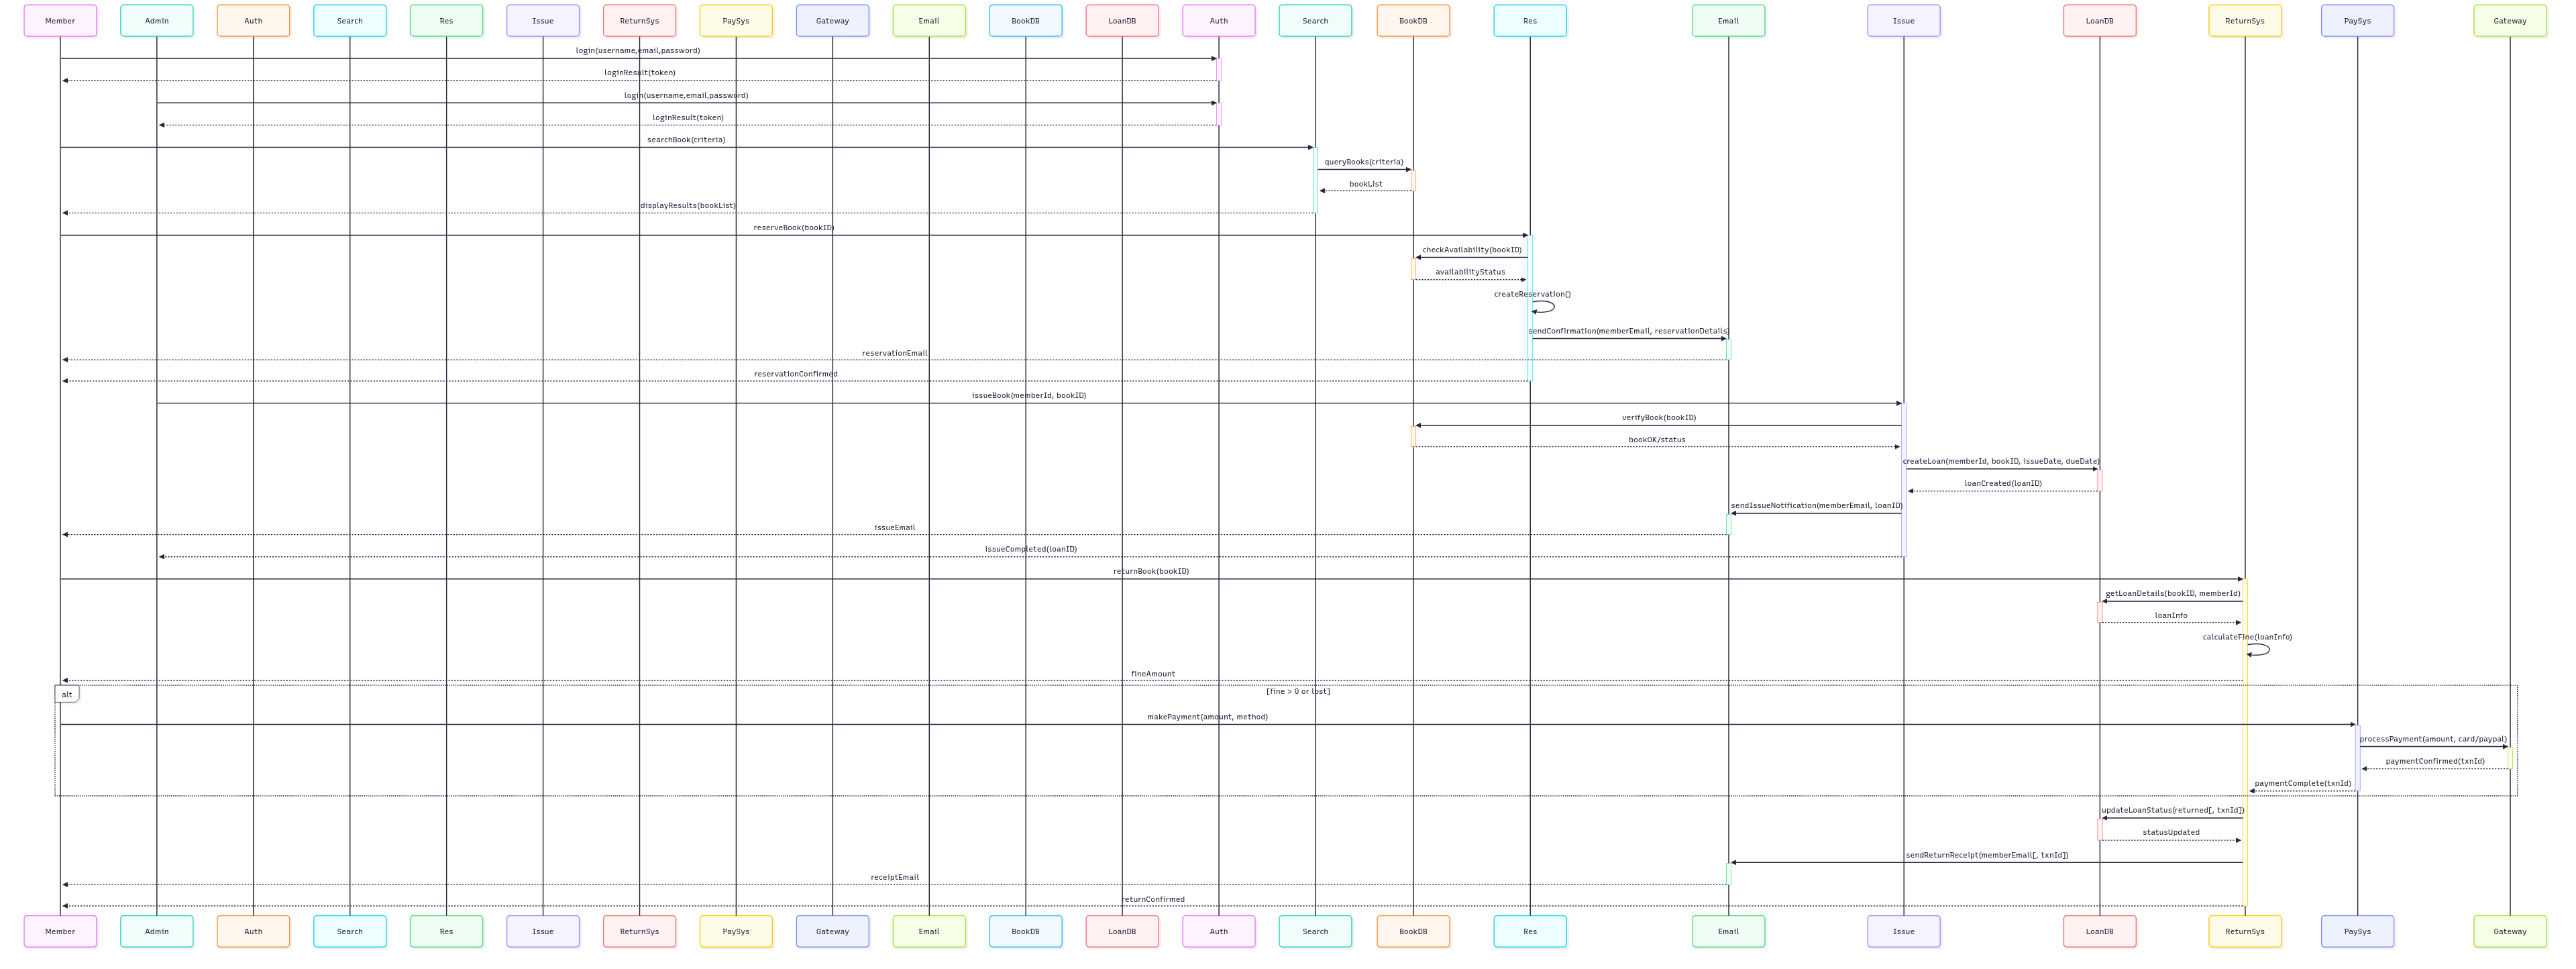 Member Admin Auth Search Res Issue ReturnSys PaySys Gateway Email BookDB LoanDB Auth Search BookDB Res Email Issue LoanDB ReturnSys PaySys Gateway
login(username,email,password)
loginResult(token)
login(username,email,password)
loginResult(token)
searchBook(criteria)
queryBooks(criteria)
bookList
displayResults(bookList)
reserveBook(bookID)
checkAvailability(bookID)
availabilityStatus
createReservation()
sendConfirmation(memberEmail, reservationDetails)
reservationEmail
reservationConfirmed
issueBook(memberId, bookID)
verifyBook(bookID)
bookOK/status
createLoan(memberId, bookID, issueDate, dueDate)
loanCreated(loanID)
sendIssueNotification(memberEmail, loanID)
issueEmail
issueCompleted(loanID)
returnBook(bookID)
getLoanDetails(bookID, memberId)
loanInfo
calculateFine(loanInfo)
fineAmount
alt [fine > 0 or lost]
makePayment(amount, method)
processPayment(amount, card/paypal)
paymentConfirmed(txnId)
paymentComplete(txnId)
updateLoanStatus(returned[, txnId])
statusUpdated
sendReturnReceipt(memberEmail[, txnId])
receiptEmail
returnConfirmed
Member Admin Auth Search Res Issue ReturnSys PaySys Gateway Email BookDB LoanDB Auth Search BookDB Res Email Issue LoanDB ReturnSys PaySys Gateway